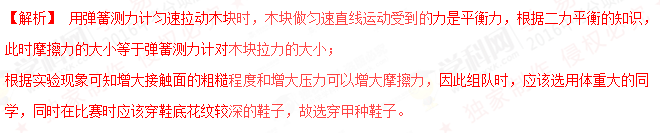 【解析】 用弹簧测力计匀速拉动木块时，木块做匀速直线运动受到的力是平衡力，根据二力平衡的知识，
此时摩擦力的大小等于弹簧测力计对木块拉力的大小；
根据实验现象可知增大接触面的粗糙程度和增大压力可以增大摩擦力，因此组队时，应该选用体重大的同
学，同时在比赛时应该穿鞋底花纹较深的鞋子，故选穿甲种鞋子。